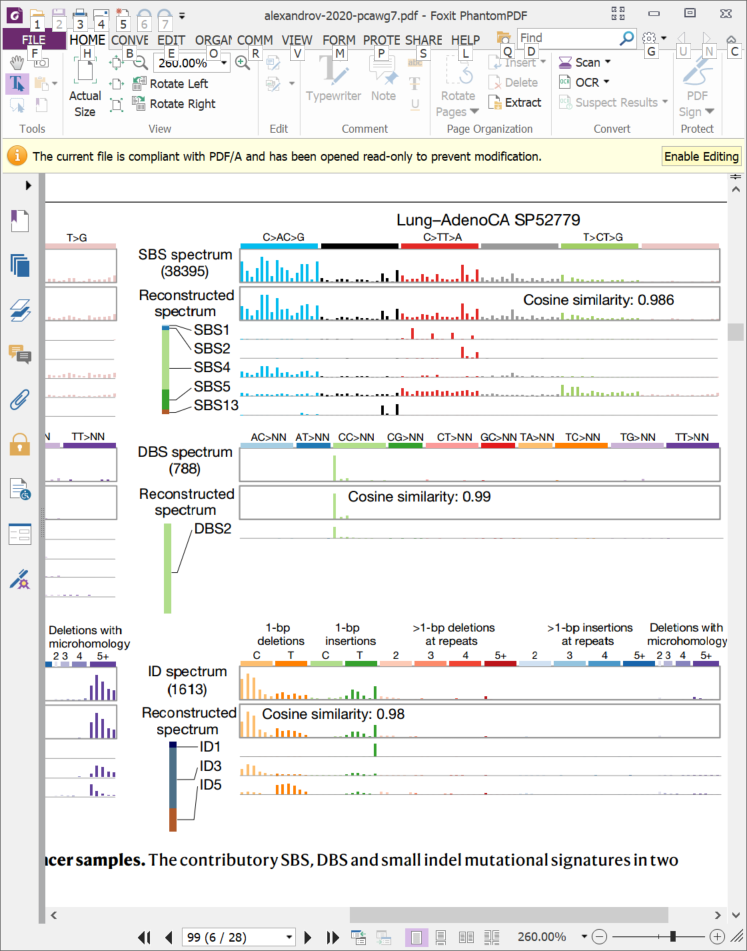 alexandrov-2020-pcawg7.pdf - Foxit PhantomPDF
1 2 3 4 5 6 7
FILE HOME CONVE EDIT ORGAN COMM VIEW FORM PROTE SHARE HELP Find
F H B E O R V M P S L Q D G U N C
260.00%
Actual Size
Rotate Left
Rotate Right
Edit
Typewriter
Note
Rotate Pages
Insert
Delete
Extract
Scan
OCR
Suspect Results
PDF Sign
Tools View Comment Page Organization Convert Protect
The current file is compliant with PDF/A and has been opened read-only to prevent modification. Enable Editing
Lung–AdenoCA SP52779
T>G C>AC>G C>TT>A T>CT>G
SBS spectrum
(38395)
Reconstructed
spectrum
Cosine similarity: 0.986
SBS1
SBS2
SBS4
SBS5
SBS13
N TT>NN AC>NN AT>NN CC>NN CG>NN CT>NN GC>NN TA>NN TC>NN TG>NN TT>NN
DBS spectrum
(788)
Reconstructed
spectrum
Cosine similarity: 0.99
DBS2
Deletions with
microhomology
2 3 4 5+
1-bp
deletions
1-bp
insertions
>1-bp deletions
at repeats
>1-bp insertions
at repeats
Deletions with
microhomology
C T C T 2 3 4 5+ 2 3 4 5+ 2 3 4 5+
ID spectrum
(1613)
Reconstructed
spectrum
Cosine similarity: 0.98
ID1
ID3
ID5
ncer samples. The contributory SBS, DBS and small indel mutational signatures in two
99 (6 / 28) 260.00%